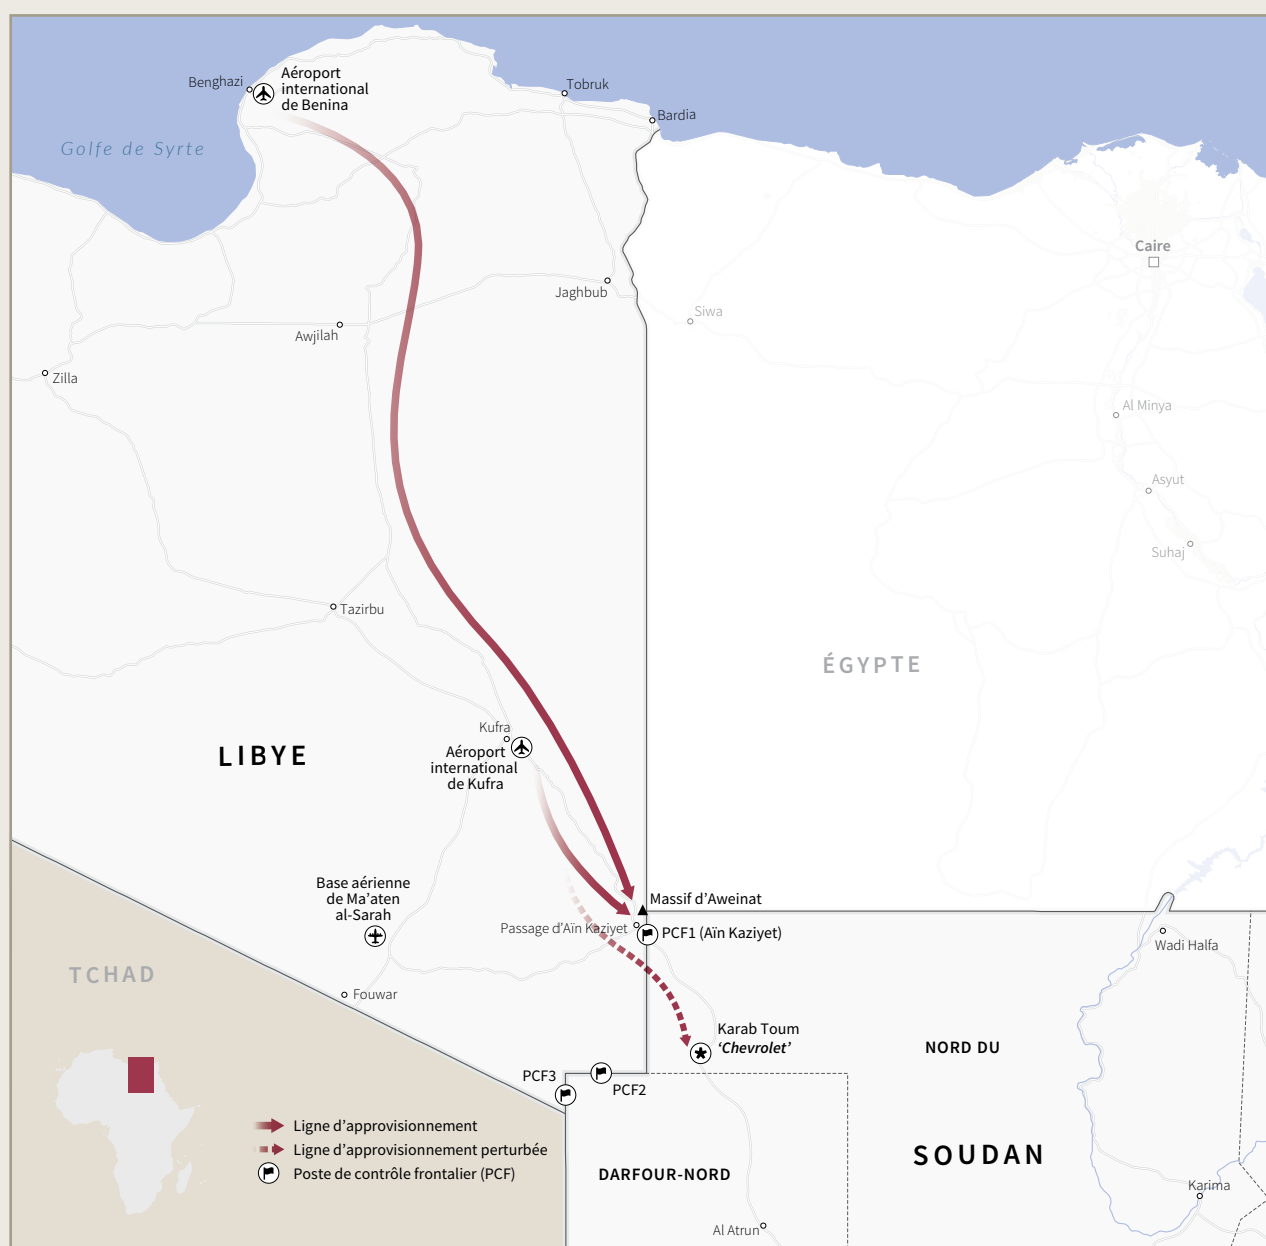 Aéroport
international
de Benina
Benghazi
Tobruk
Bardia
Golfe de Syrte
Caire
Jaghbub
Siwa
Awjilah
Zilla
Al Minya
Asyut
Suhaj
Tazirbu
ÉGYPTE
Kufra
LIBYE
Aéroport
international
de Kufra
Base aérienne
de Ma’aten
al-Sarah
Massif d’Aweinat
Passage d’Aïn Kaziyet
PCF1 (Aïn Kaziyet)
Wadi Halfa
TCHAD
Fouwar
Karab Toum
‘Chevrolet’
NORD DU
PCF3
PCF2
Ligne d’approvisionnement
Ligne d’approvisionnement perturbée
Poste de contrôle frontalier (PCF)
SOUDAN
DARFOUR-NORD
Karima
Al Atrun